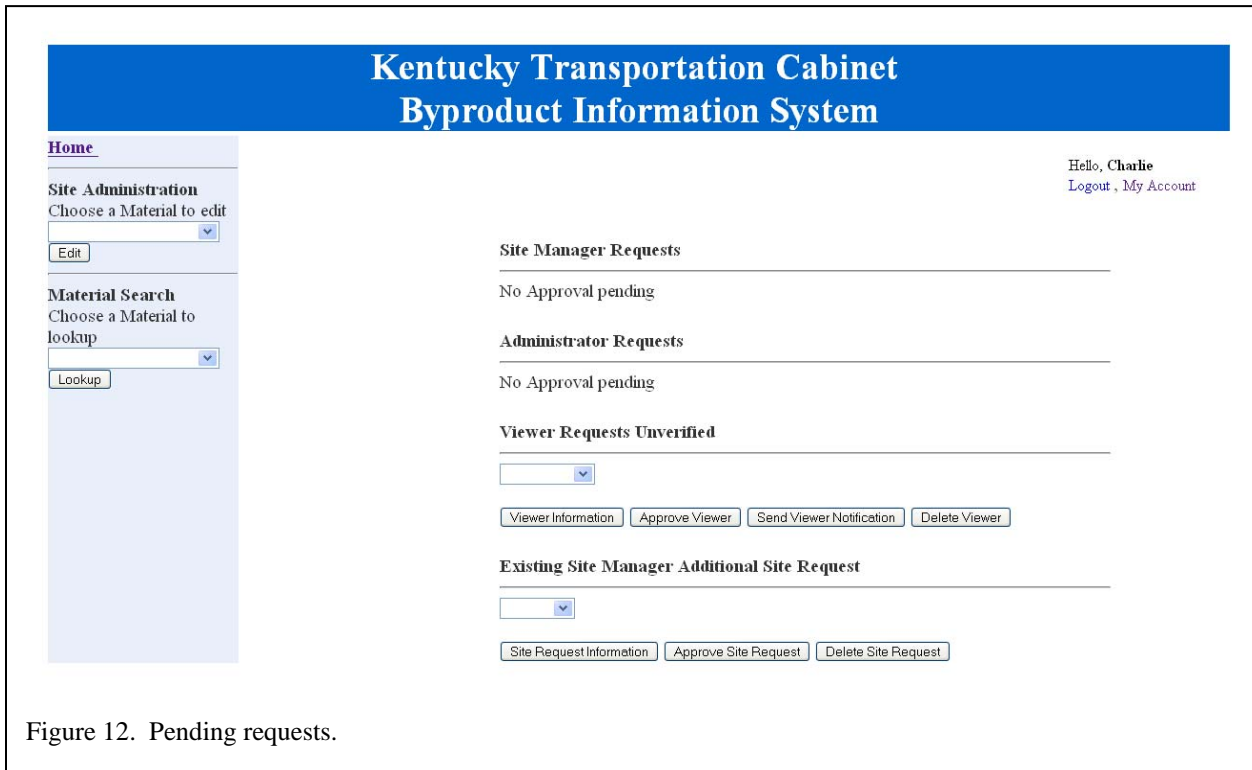 Kentucky Transportation Cabinet
Byproduct Information System
Home
Site Administration
Choose a Material to edit
Edit
Material Search
Choose a Material to
lookup
Lookup
Hello, Charlie
Logout , My Account
Site Manager Requests
No Approval pending
Administrator Requests
No Approval pending
Viewer Requests Unverified
Viewer Information Approve Viewer Send Viewer Notification Delete Viewer
Existing Site Manager Additional Site Request
Site Request Information Approve Site Request Delete Site Request
Figure 12. Pending requests.